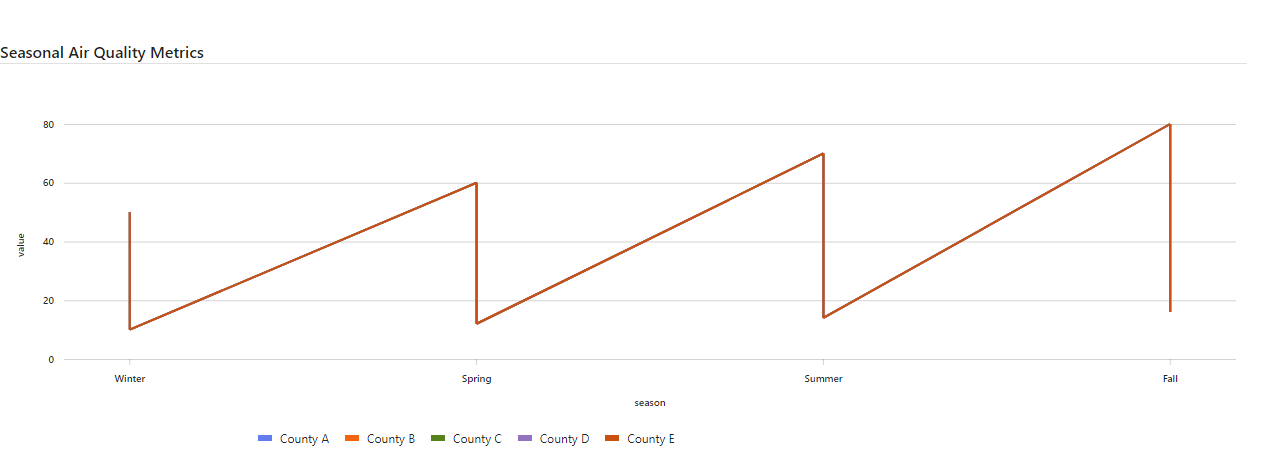 Seasonal Air Quality Metrics
80
60
40
20
0
value
Winter Spring Summer Fall
season
County A County B County C County D County E